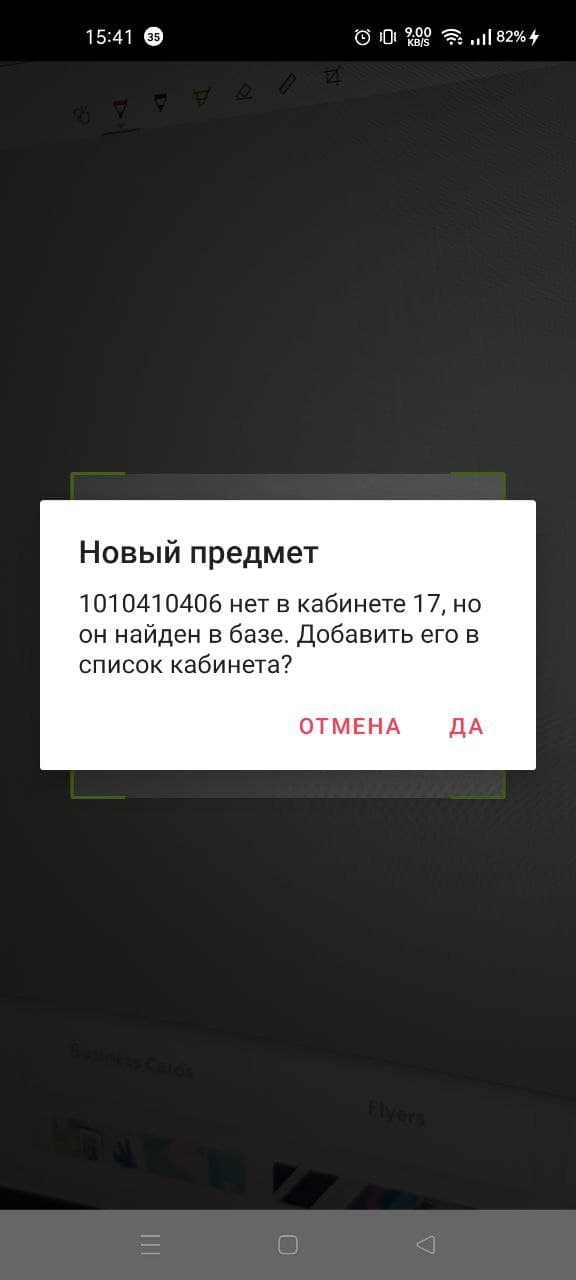 15:41 35 9.00 KB/S 82%
Новый предмет
1010410406 нет в кабинете 17, но
он найден в базе. Добавить его в
список кабинета?
ОТМЕНА ДА
Business Cards
Flyers